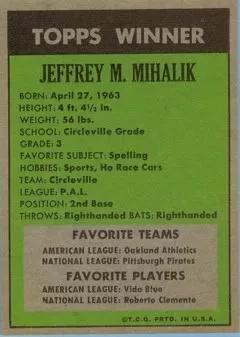 TOPPS WINNER
JEFFREY M. MIHALIK
BORN: April 27, 1963
HEIGHT: 4 ft. 4½ in.
WEIGHT: 56 lbs.
SCHOOL: Circleville Grade
GRADE: 3
FAVORITE SUBJECT: Spelling
HOBBIES: Sports, Ho Race Cars
TEAM: Circleville
LEAGUE: P.A.L.
POSITION: 2nd Base
THROWS: Righthanded BATS: Righthanded
FAVORITE TEAMS
AMERICAN LEAGUE: Oakland Athletics
NATIONAL LEAGUE: Pittsburgh Pirates
FAVORITE PLAYERS
AMERICAN LEAGUE: Vida Blue
NATIONAL LEAGUE: Roberto Clemente
©T.C.G. PRTD. IN U.S.A.